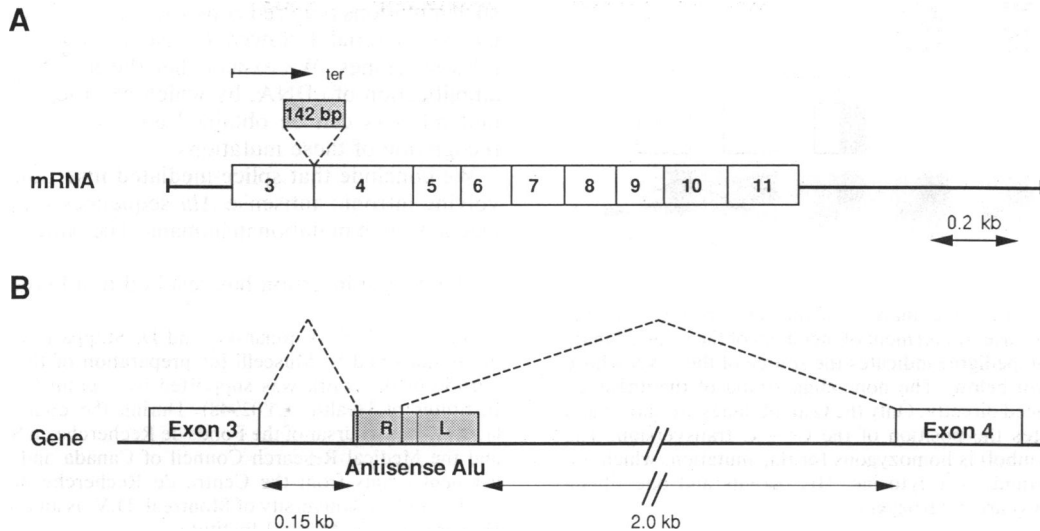 A
ter
142 bp
mRNA 3 4 5 6 7 8 9 10 11
0.2 kb
B
Gene Exon 3 R L Exon 4
Antisense Alu
0.15 kb 2.0 kb